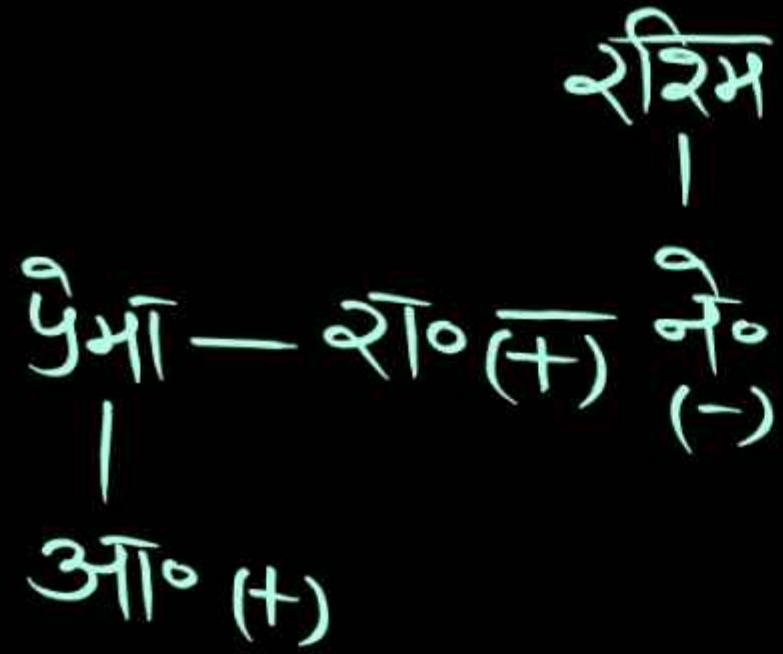 रश्मि
प्रेमा — रा० (+) — ने०
(-)
आ० (+)